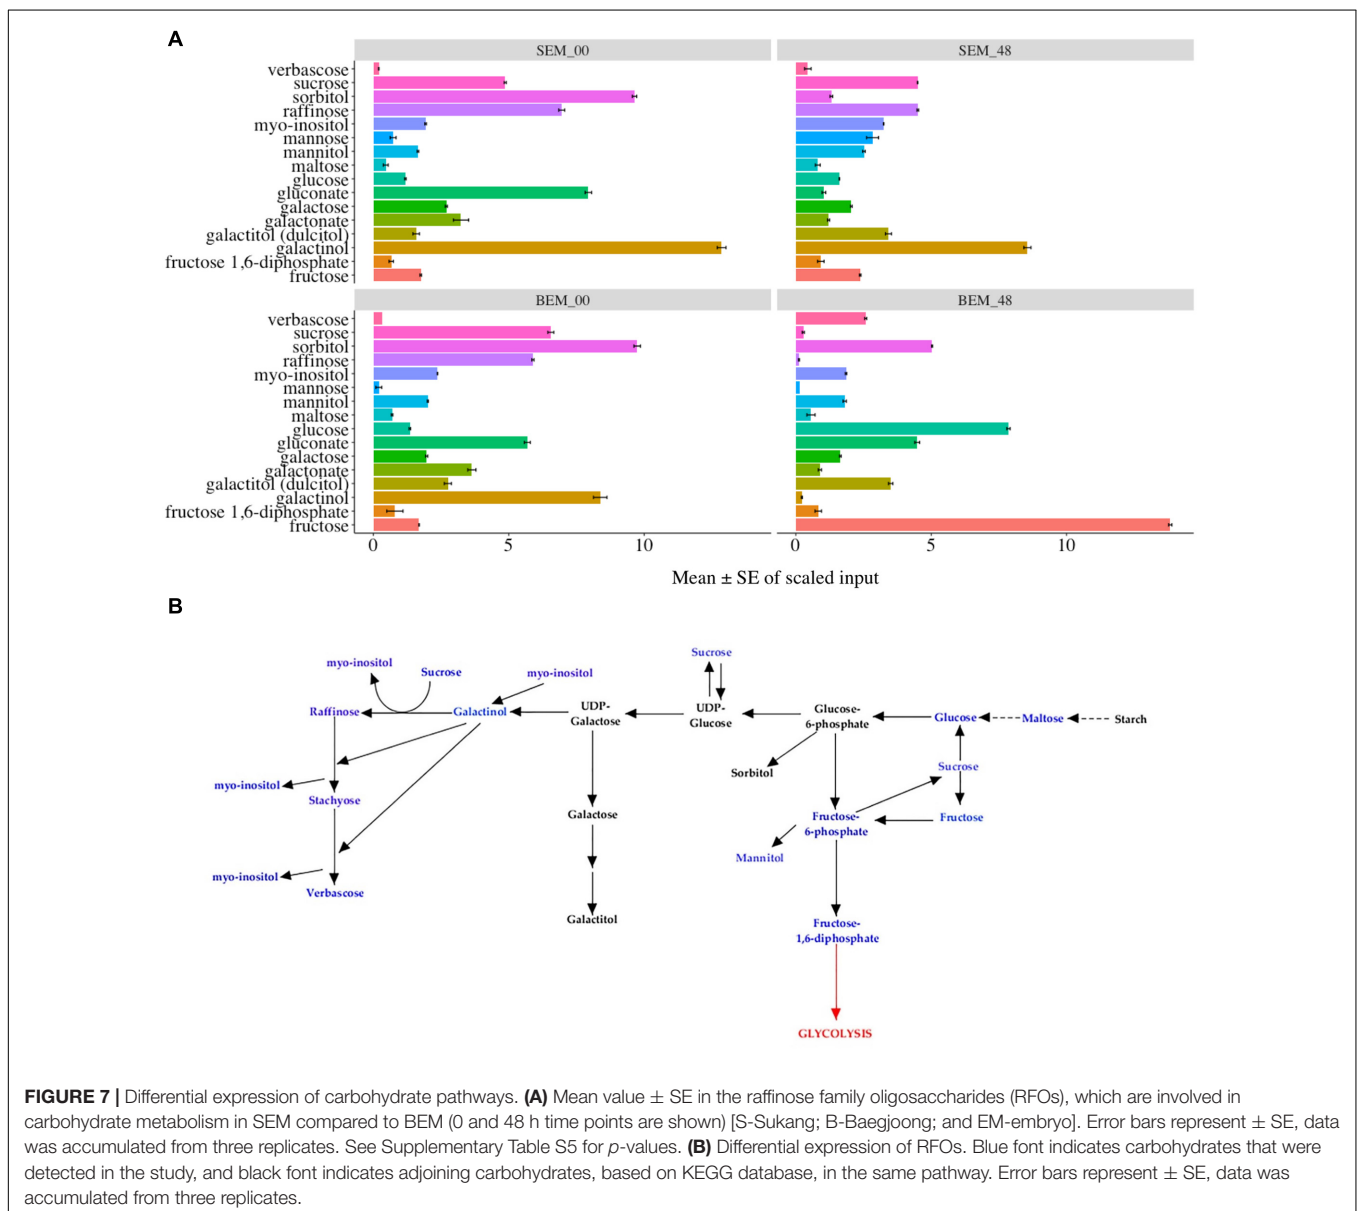 A
SEM_00
SEM_48
verbascose
sucrose
sorbitol
raffinose
myo-inositol
mannose
mannitol
maltose
glucose
gluconate
galactose
galactonate
galactitol (dulcitol)
galactinol
fructose 1,6-diphosphate
fructose
BEM_00
BEM_48
verbascose
sucrose
sorbitol
raffinose
myo-inositol
mannose
mannitol
maltose
glucose
gluconate
galactose
galactonate
galactitol (dulcitol)
galactinol
fructose 1,6-diphosphate
fructose
0 5 10 0 5 10
Mean ± SE of scaled input
B
myo-inositol
Sucrose
myo-inositol
Sucrose
Raffinose
Galactinol
UDP-
Galactose
UDP-
Glucose
Glucose-
6-phosphate
Glucose
Maltose
Starch
Sorbitol
Sucrose
myo-inositol
Stachyose
Galactose
Fructose-
6-phosphate
Fructose
Mannitol
myo-inositol
Verbascose
Galactitol
Fructose-
1,6-diphosphate
GLYCOLYSIS
FIGURE 7 | Differential expression of carbohydrate pathways. (A) Mean value ± SE in the raffinose family oligosaccharides (RFOs), which are involved in
carbohydrate metabolism in SEM compared to BEM (0 and 48 h time points are shown) [S-Sukang; B-Baegjoong; and EM-embryo]. Error bars represent ± SE, data
was accumulated from three replicates. See Supplementary Table S5 for p-values. (B) Differential expression of RFOs. Blue font indicates carbohydrates that were
detected in the study, and black font indicates adjoining carbohydrates, based on KEGG database, in the same pathway. Error bars represent ± SE, data was
accumulated from three replicates.